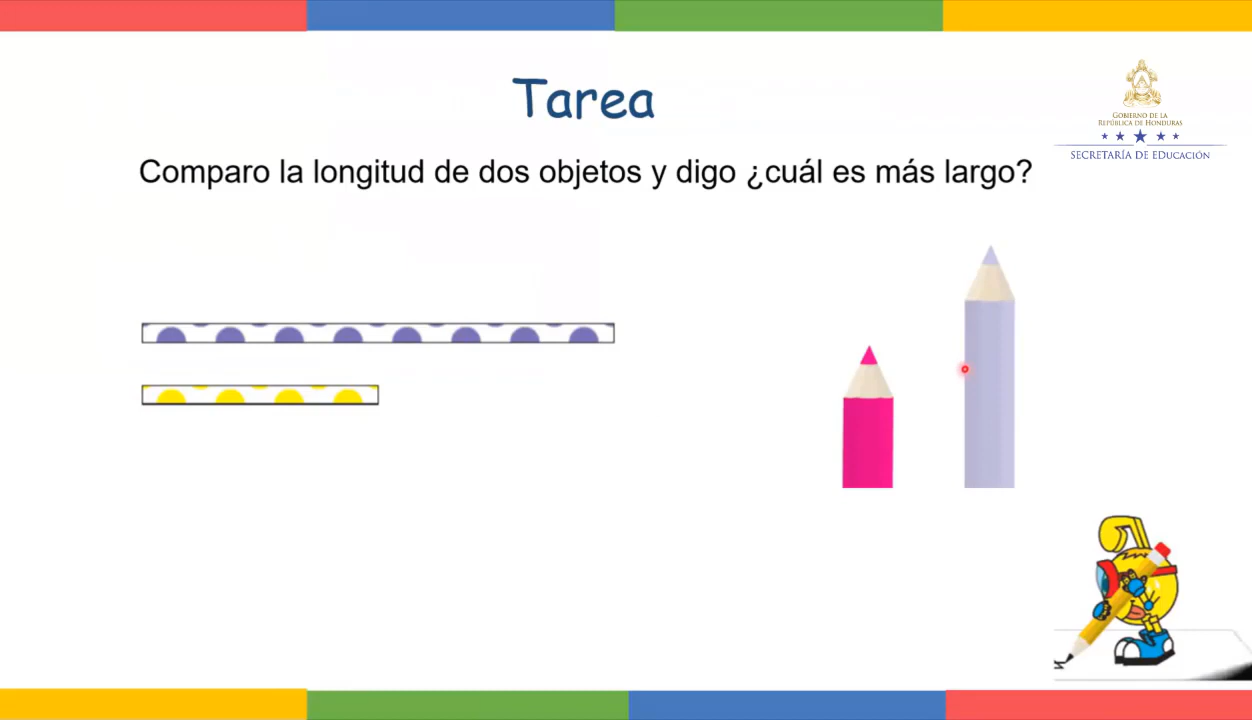 Tarea
GOBIERNO DE LA
REPÚBLICA DE HONDURAS
SECRETARÍA DE EDUCACIÓN
Comparo la longitud de dos objetos y digo ¿cuál es más largo?